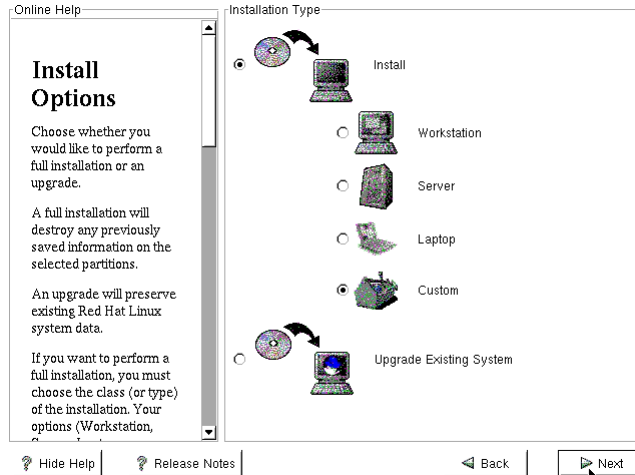 Online Help
Install
Options
Choose whether you
would like to perform a
full installation or an
upgrade.
A full installation will
destroy any previously
saved information on the
selected partitions.
An upgrade will preserve
existing Red Hat Linux
system data.
If you want to perform a
full installation, you must
choose the class (or type)
of the installation. Your
options (Workstation,
Installation Type
Install
Workstation
Server
Laptop
Custom
Upgrade Existing System
Hide Help
Release Notes
Back
Next